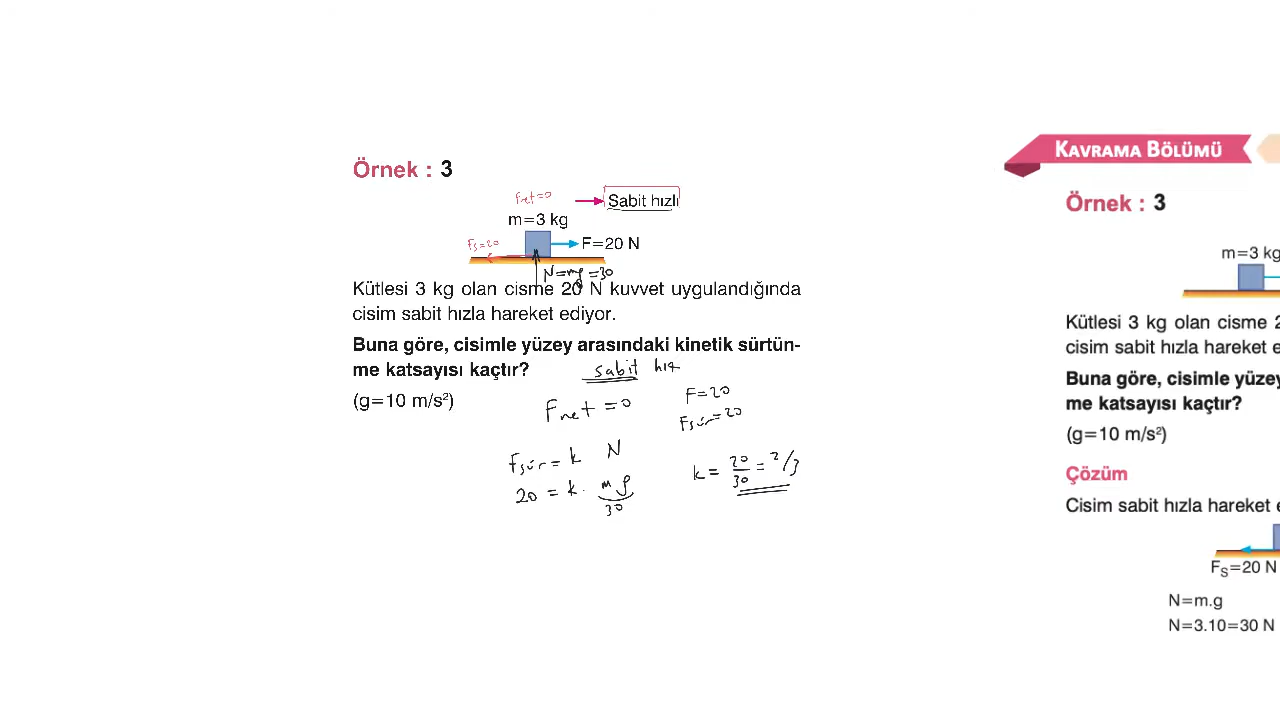 Örnek : 3
Fnet=0
Sabit hızlı
m=3 kg
Fs=20
F=20 N
N=mg=30
Kütlesi 3 kg olan cisme 20 N kuvvet uygulandığında
cisim sabit hızla hareket ediyor.
Buna göre, cisimle yüzey arasındaki kinetik sürtün-
me katsayısı kaçtır?
sabit hız
(g=10 m/s²)
Fnet=0
F=20
Fsür=20
Fsür=k N
20=k. mg
30
k=20/30=2/3
KAVRAMA BÖLÜMÜ
Örnek : 3
m=3 kg
Kütlesi 3 kg olan cisme 2
cisim sabit hızla hareket e
Buna göre, cisimle yüzey
me katsayısı kaçtır?
(g=10 m/s²)
Çözüm
Cisim sabit hızla hareket e
FS=20 N
N=m.g
N=3.10=30 N